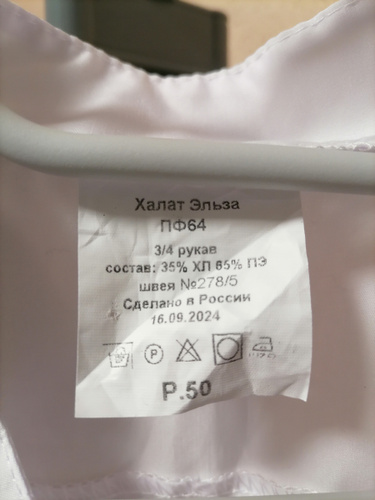 Халат Эльза
ПФ64
3/4 рукав
состав: 35% ХЛ 65% ПЭ
швея №278/5
Сделано в России
16.09.2024
P
Р.50